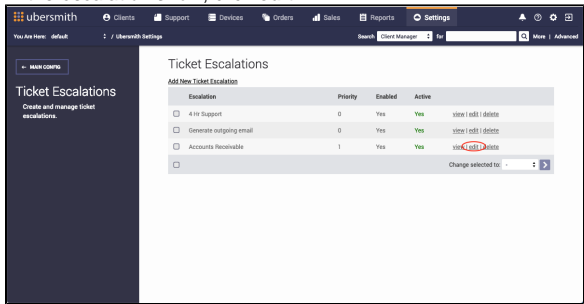 ubersmith Clients Support Devices Orders Sales Reports Settings
You Are Here: default / Ubersmith Settings Search Client Manager for More | Advanced
← MAIN CONFIG
Ticket Escalations
Create and manage ticket
escalations.
Ticket Escalations
Add New Ticket Escalation
Escalation Priority Enabled Active
4 Hr Support 0 Yes Yes view | edit | delete
Generate outgoing email 0 Yes Yes view | edit | delete
Accounts Receivable 1 Yes Yes view | edit | delete
Change selected to: -